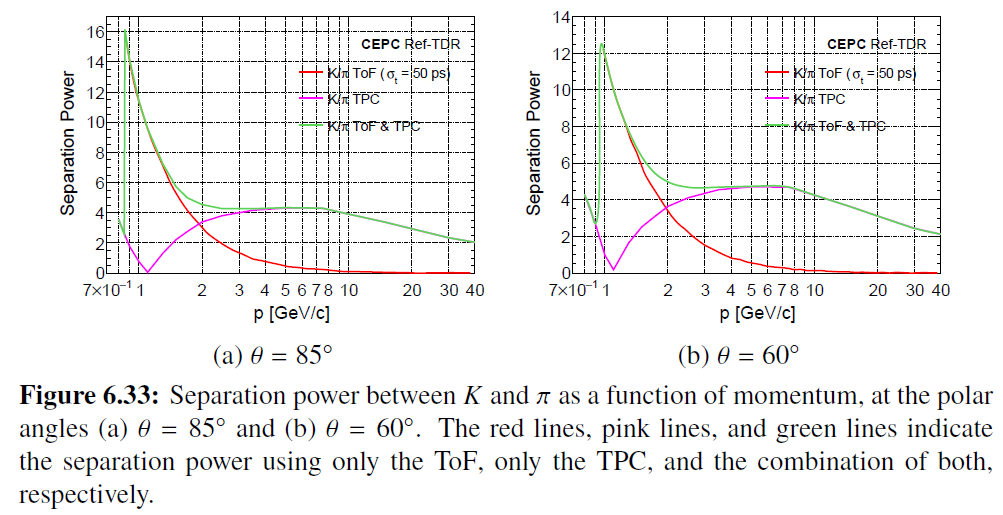 16
14
12
10
8
6
4
2
0
Separation Power
CEPC Ref-TDR
K/π ToF (σt = 50 ps)
K/π TPC
K/π ToF & TPC
7×10⁻¹ 1 2 3 4 5 6 7 8 10 20 30 40
p [GeV/c]
(a) θ = 85°
14
12
10
8
6
4
2
0
Separation Power
CEPC Ref-TDR
K/π ToF (σt = 50 ps)
K/π TPC
K/π ToF & TPC
7×10⁻¹ 1 2 3 4 5 6 7 8 10 20 30 40
p [GeV/c]
(b) θ = 60°
Figure 6.33: Separation power between K and π as a function of momentum, at the polar
angles (a) θ = 85° and (b) θ = 60°. The red lines, pink lines, and green lines indicate
the separation power using only the ToF, only the TPC, and the combination of both,
respectively.